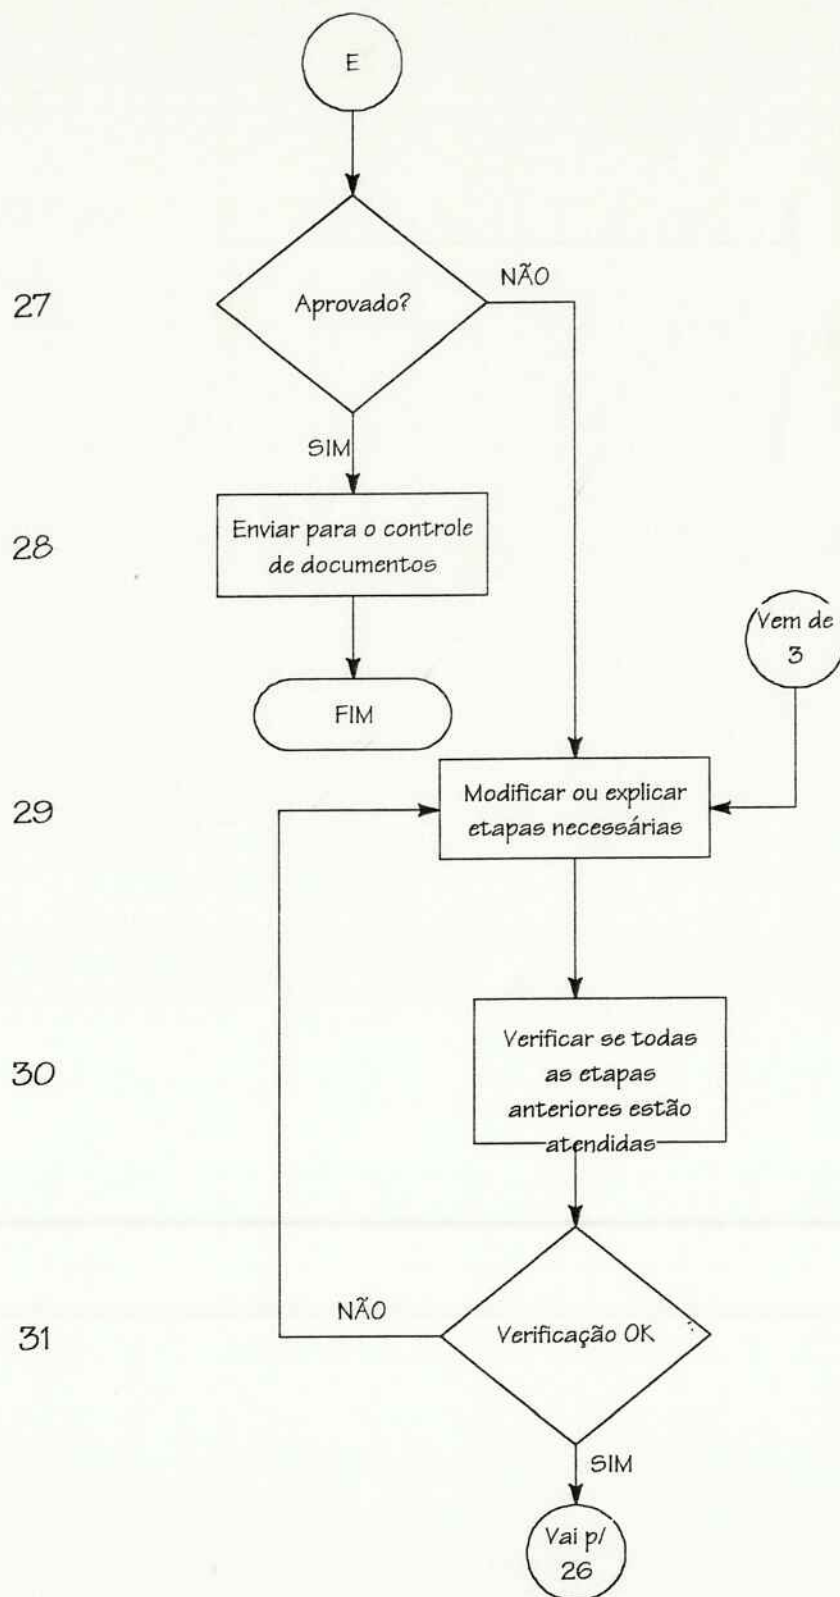 E
27
Aprovado?
NÃO
SIM
28
Enviar para o controle
de documentos
FIM
Vem de
3
29
Modificar ou explicar
etapas necessárias
30
Verificar se todas
as etapas
anteriores estão
atendidas
31
NÃO
Verificação OK
SIM
Vai p/
26